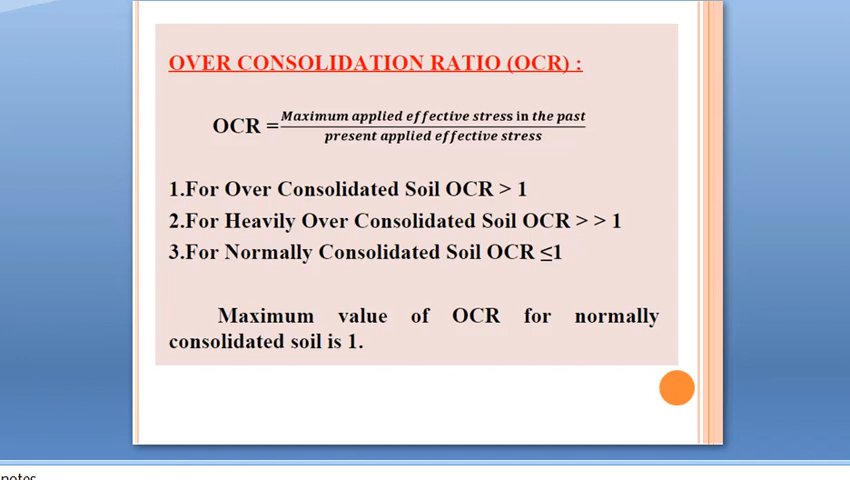 OVER CONSOLIDATION RATIO (OCR) :
OCR = Maximum applied effective stress in the past / present applied effective stress
1.For Over Consolidated Soil OCR > 1
2.For Heavily Over Consolidated Soil OCR > > 1
3.For Normally Consolidated Soil OCR ≤1
Maximum value of OCR for normally
consolidated soil is 1.
notes